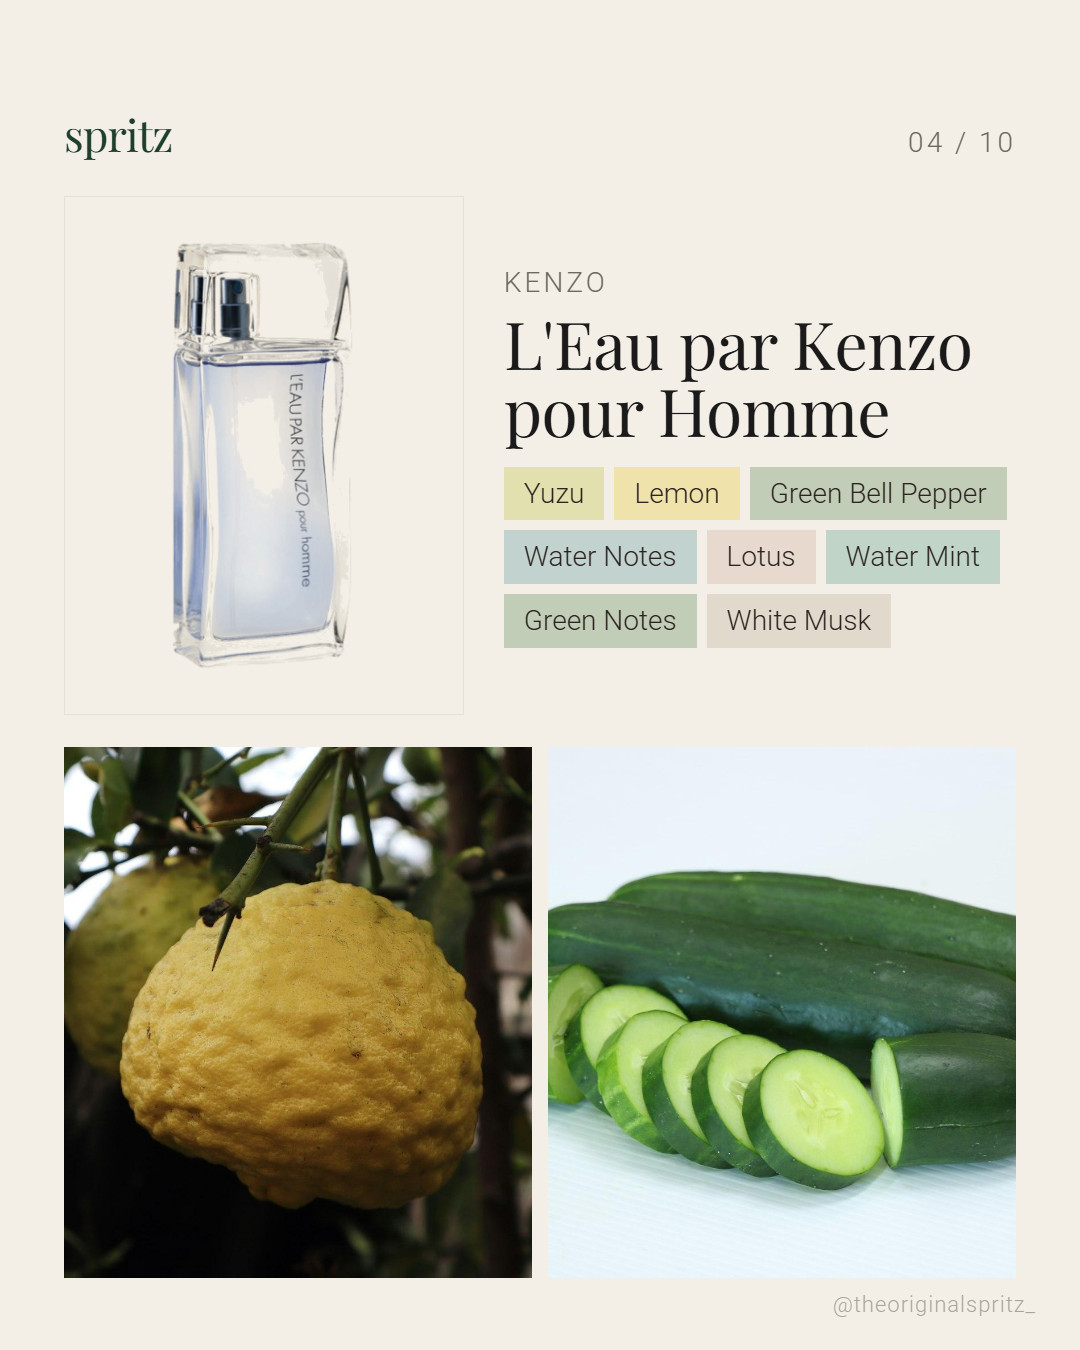 spritz
04 / 10
KENZO
L'Eau par Kenzo
pour Homme
Yuzu
Lemon
Green Bell Pepper
Water Notes
Lotus
Water Mint
Green Notes
White Musk
L'EAU PAR KENZO pour homme
@theoriginalspritz_